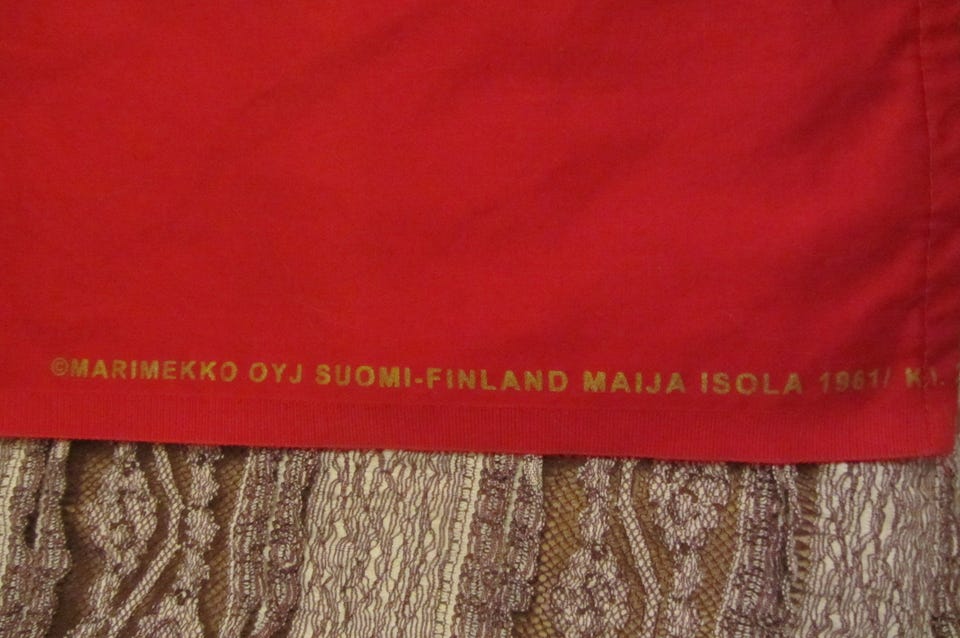 ©MARIMEKKO OYJ SUOMI-FINLAND MAIJA ISOLA 1961/